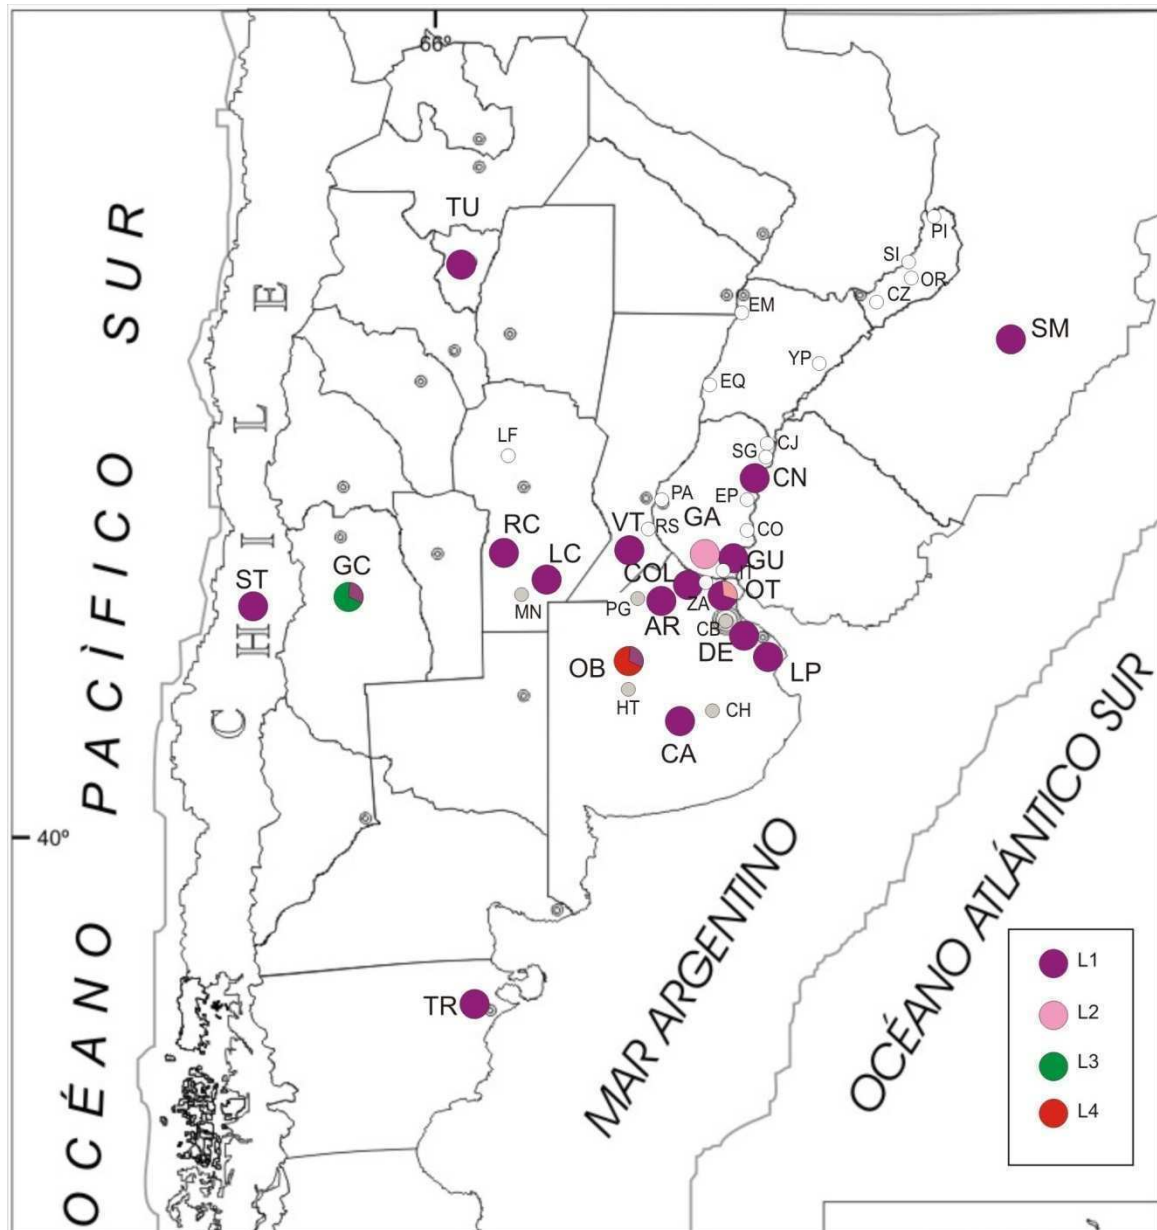 66º
TU
PI
SI
OR
CZ
EM
SM
YP
EQ
LF
CJ
SG
CN
PA
EP
GA
RS
CO
RC
VT
LC
GU
IT
GC
COL
OT
ST
MN
PG
ZA
AR
CB
DE
OB
LP
HT
CH
CA
40º
TR
CHILE
OCÉANO PACÌFICO SUR
MAR ARGENTINO
OCÉANO ATLÁNTICO SUR
L1
L2
L3
L4